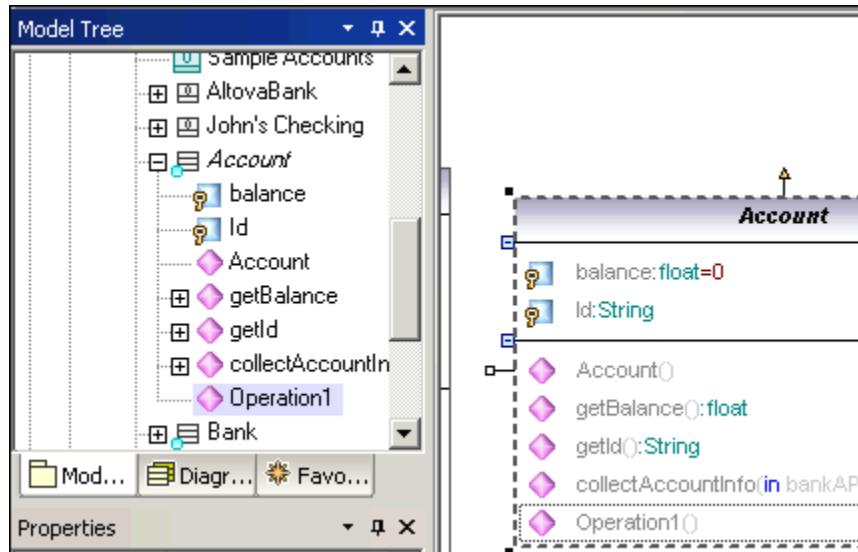 Model Tree
Sample Accounts
AltovaBank
John's Checking
Account
balance
Id
Account
getBalance
getId
collectAccountIn
Operation1
Bank
Mod...
Diagr...
Favo...
Properties
Account
balance:float=0
Id:String
Account()
getBalance():float
getId():String
collectAccountInfo(in bankAP
Operation1()